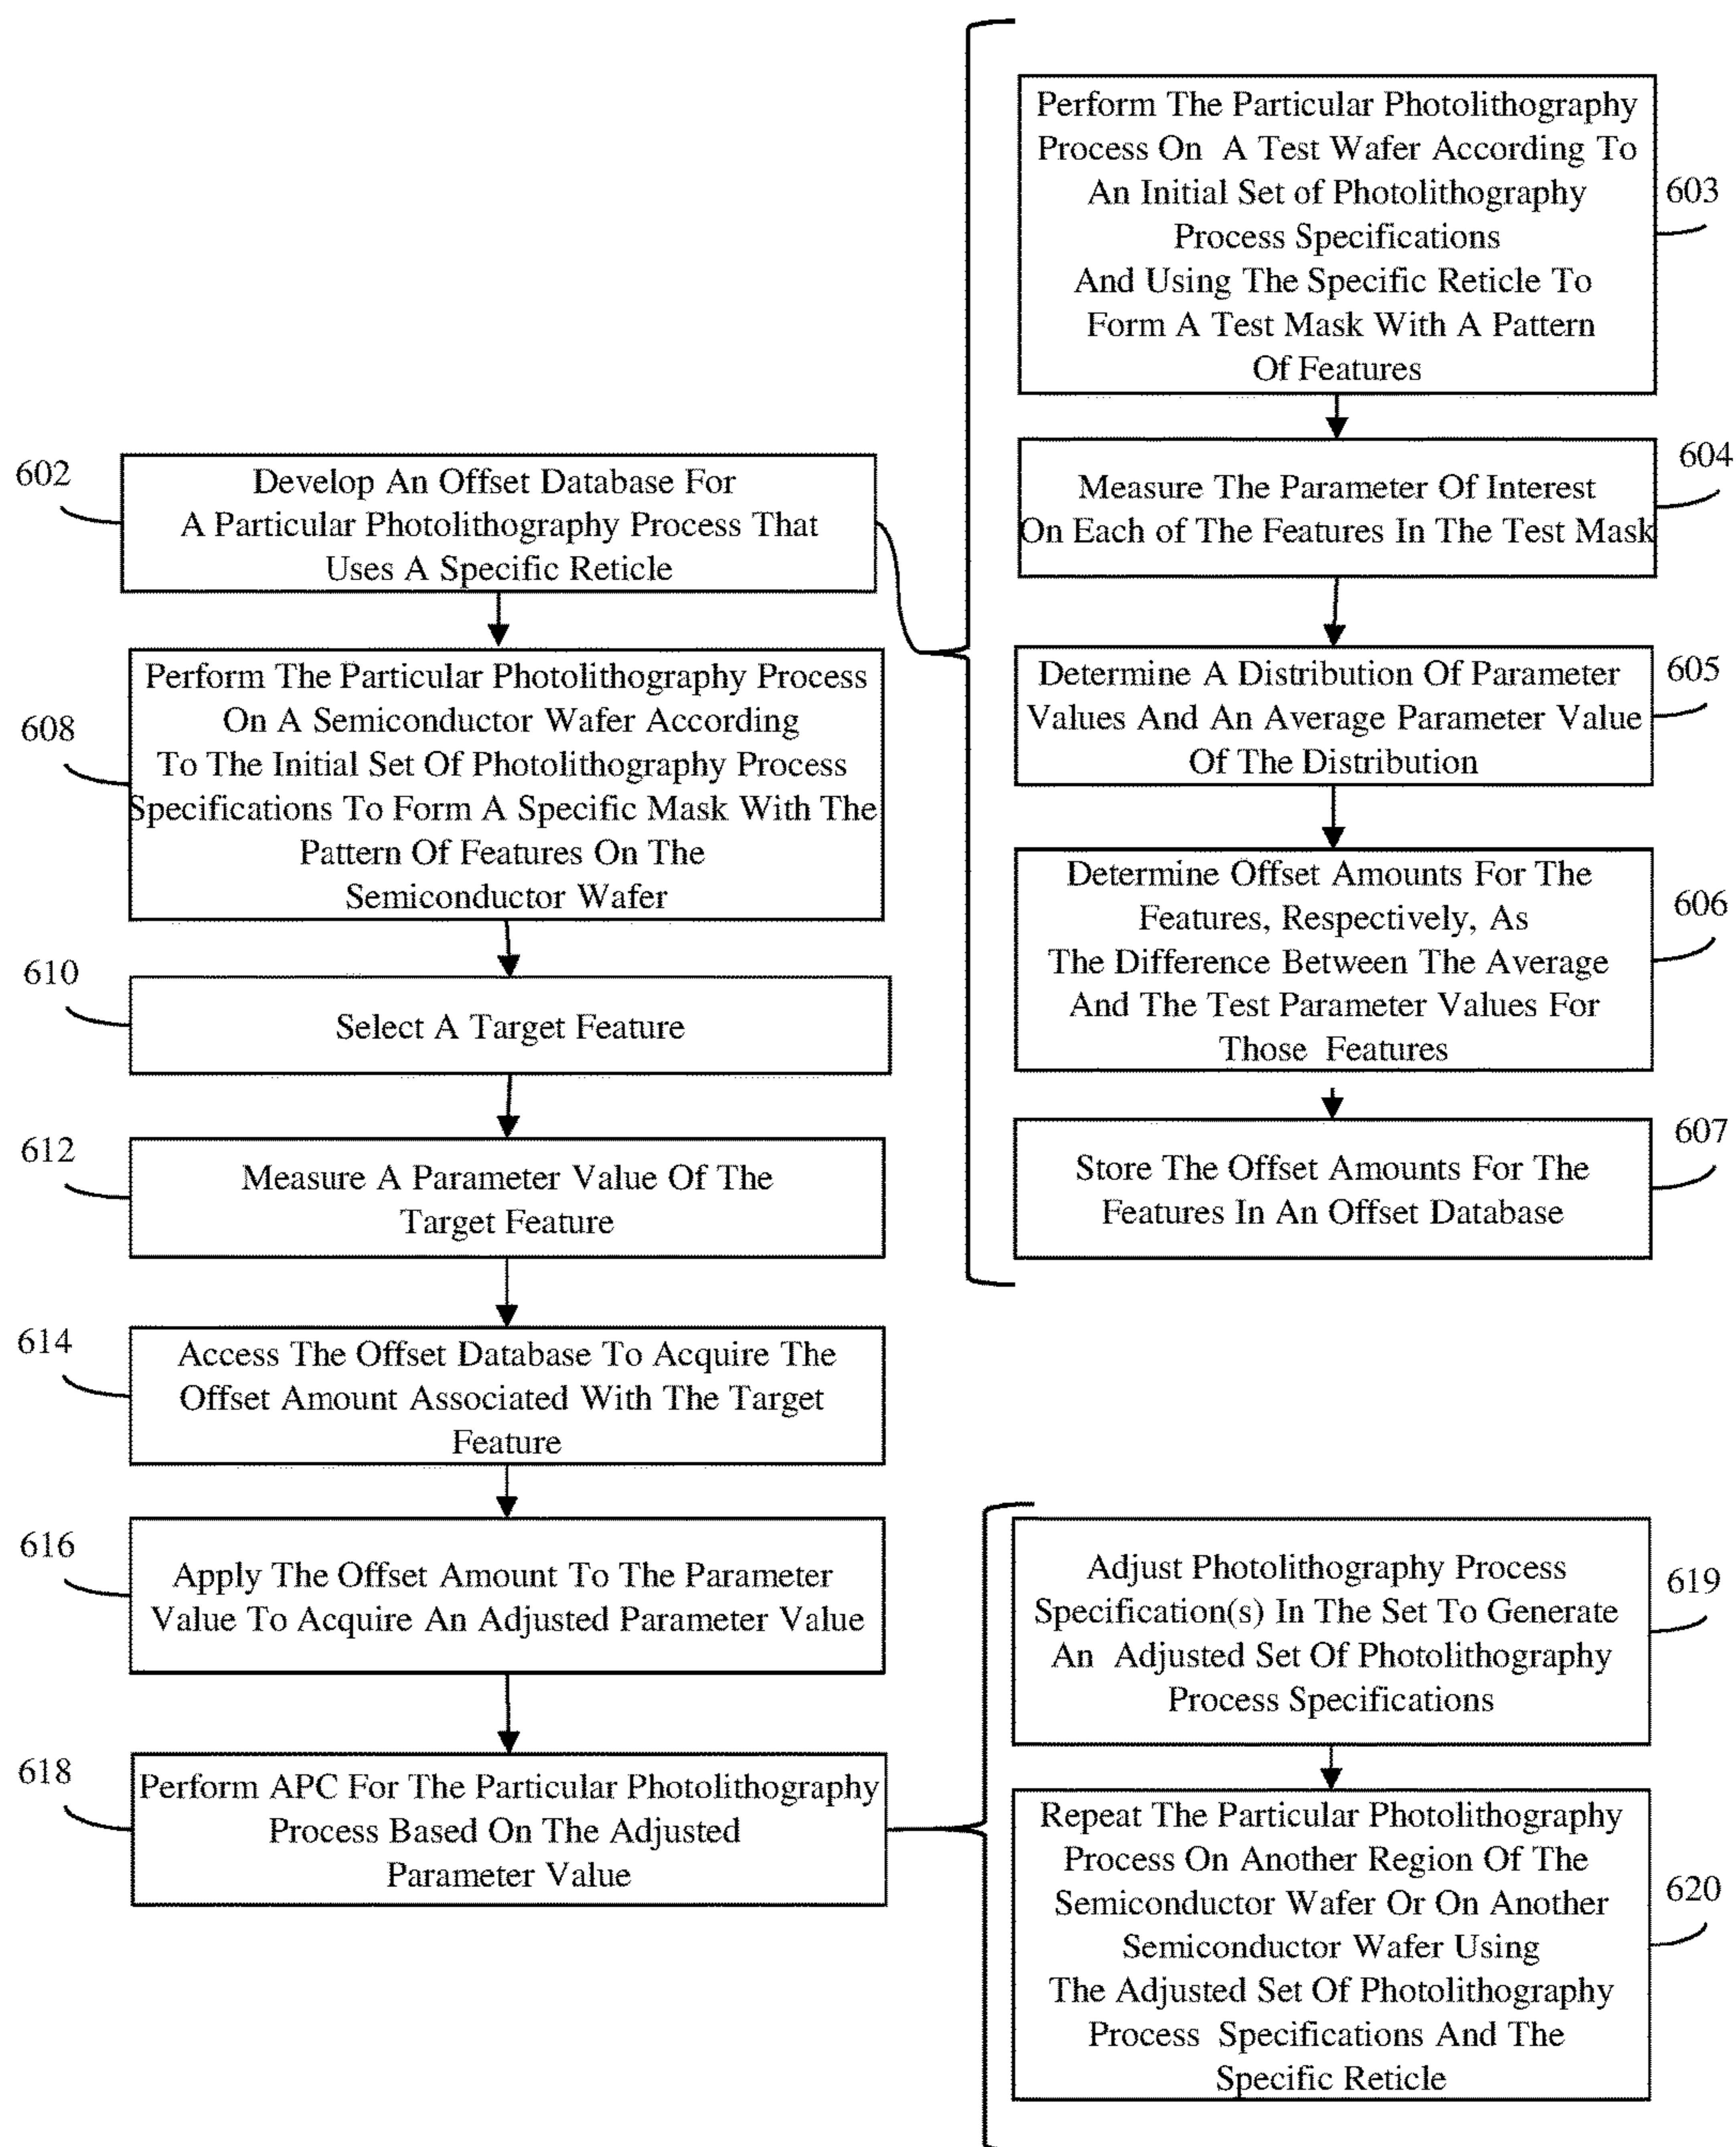 602
Develop An Offset Database For
A Particular Photolithography Process That
Uses A Specific Reticle
608
Perform The Particular Photolithography Process
On A Semiconductor Wafer According
To The Initial Set Of Photolithography Process
Specifications To Form A Specific Mask With The
Pattern Of Features On The
Semiconductor Wafer
610
Select A Target Feature
612
Measure A Parameter Value Of The
Target Feature
614
Access The Offset Database To Acquire The
Offset Amount Associated With The Target
Feature
616
Apply The Offset Amount To The Parameter
Value To Acquire An Adjusted Parameter Value
618
Perform APC For The Particular Photolithography
Process Based On The Adjusted
Parameter Value
Perform The Particular Photolithography
Process On A Test Wafer According To
An Initial Set of Photolithography
Process Specifications
And Using The Specific Reticle To
Form A Test Mask With A Pattern
Of Features
603
Measure The Parameter Of Interest
On Each of The Features In The Test Mask
604
Determine A Distribution Of Parameter
Values And An Average Parameter Value
Of The Distribution
605
Determine Offset Amounts For The
Features, Respectively, As
The Difference Between The Average
And The Test Parameter Values For
Those Features
606
Store The Offset Amounts For The
Features In An Offset Database
607
Adjust Photolithography Process
Specification(s) In The Set To Generate
An Adjusted Set Of Photolithography
Process Specifications
619
Repeat The Particular Photolithography
Process On Another Region Of The
Semiconductor Wafer Or On Another
Semiconductor Wafer Using
The Adjusted Set Of Photolithography
Process Specifications And The
Specific Reticle
620